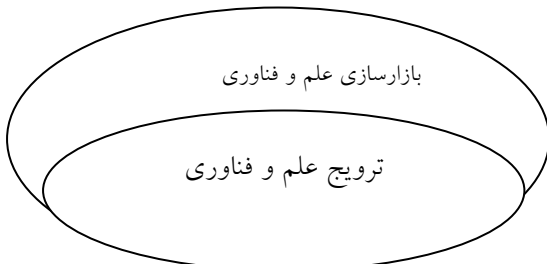 بازارسازی علم و فناوری
ترویج علم و فناوری